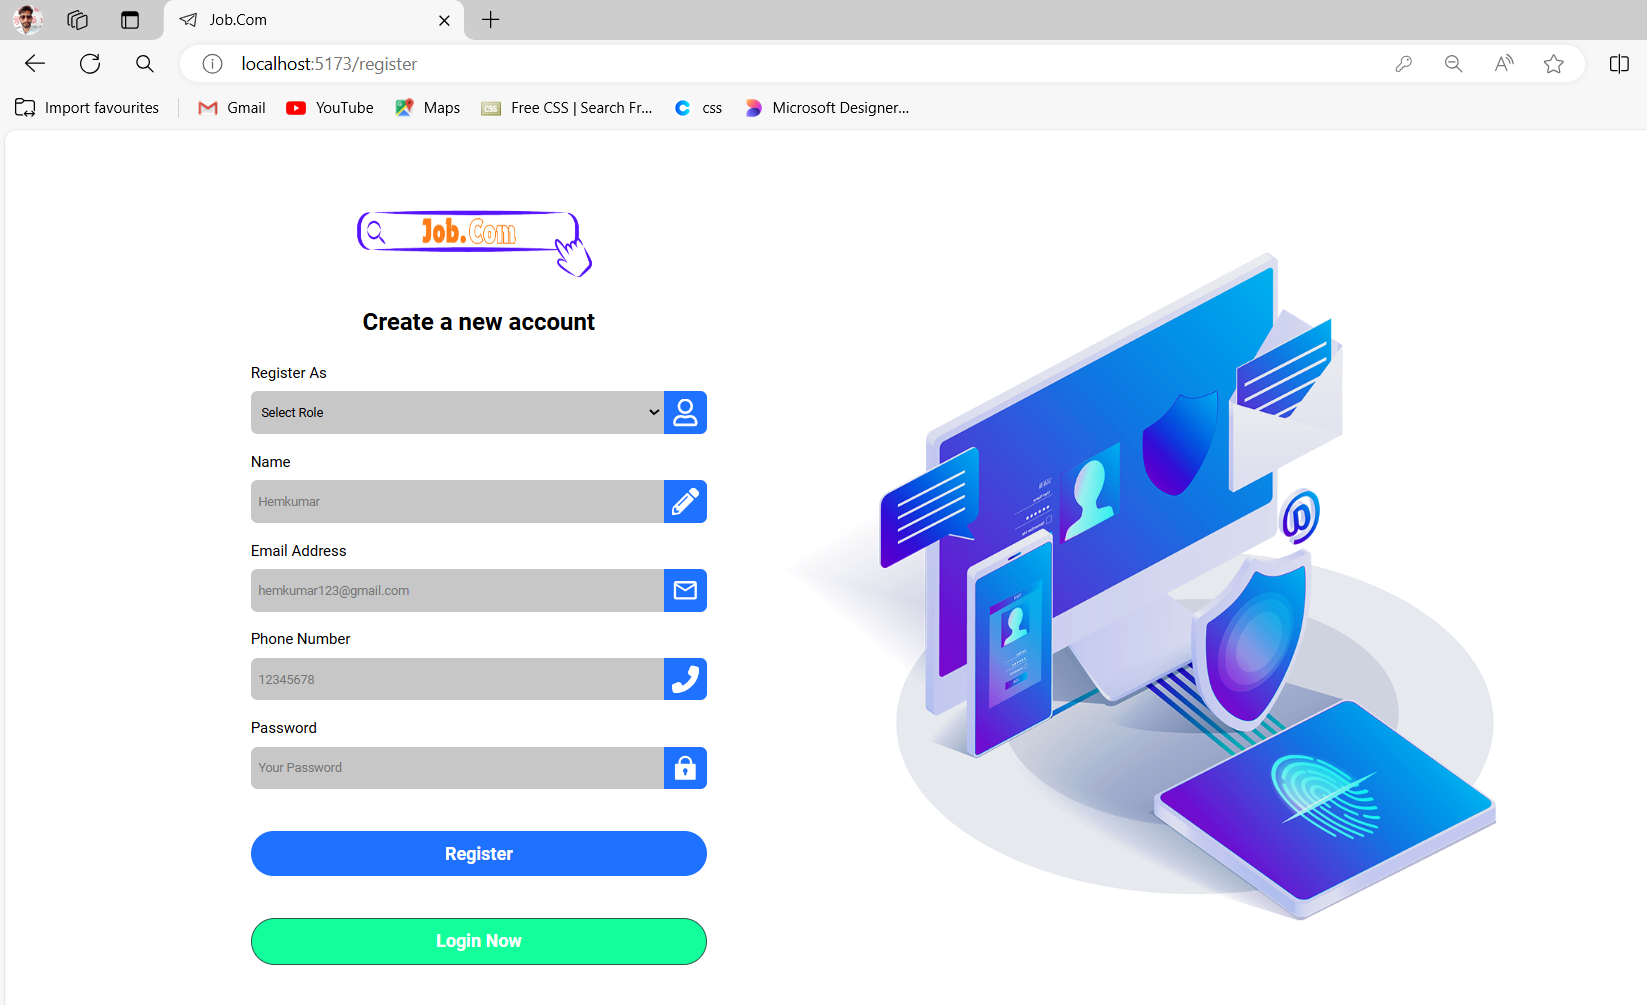 Job.Com
localhost:5173/register
Import favourites
Gmail
YouTube
Maps
Free CSS | Search Fr...
css
Microsoft Designer...
Job.Com
Create a new account
Register As
Select Role
Name
Hemkumar
Email Address
hemkumar123@gmail.com
Phone Number
12345678
Password
Your Password
Register
Login Now